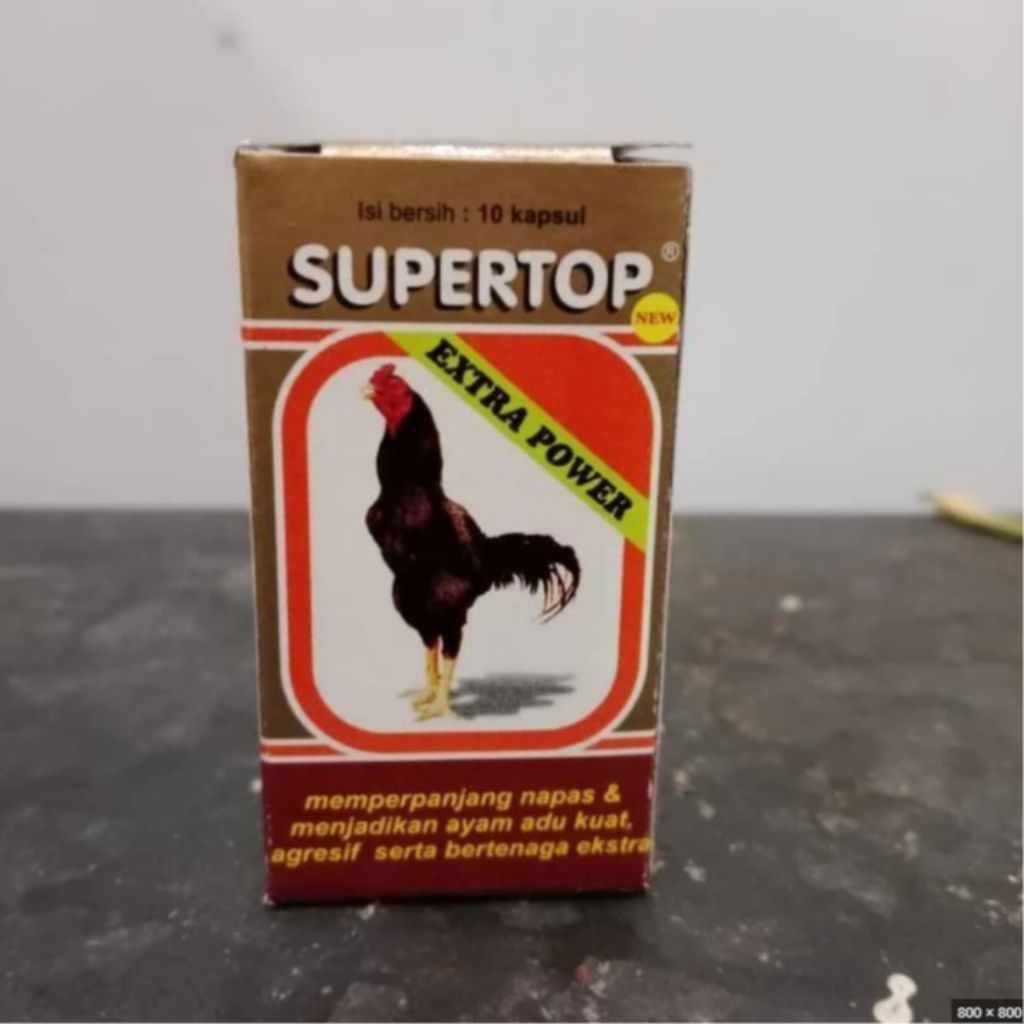 Isi bersih : 10 kapsul
SUPERTOP®
NEW
EXTRA POWER
memperpanjang napas &
menjadikan ayam adu kuat,
agresif serta bertenaga ekstra
800 × 800